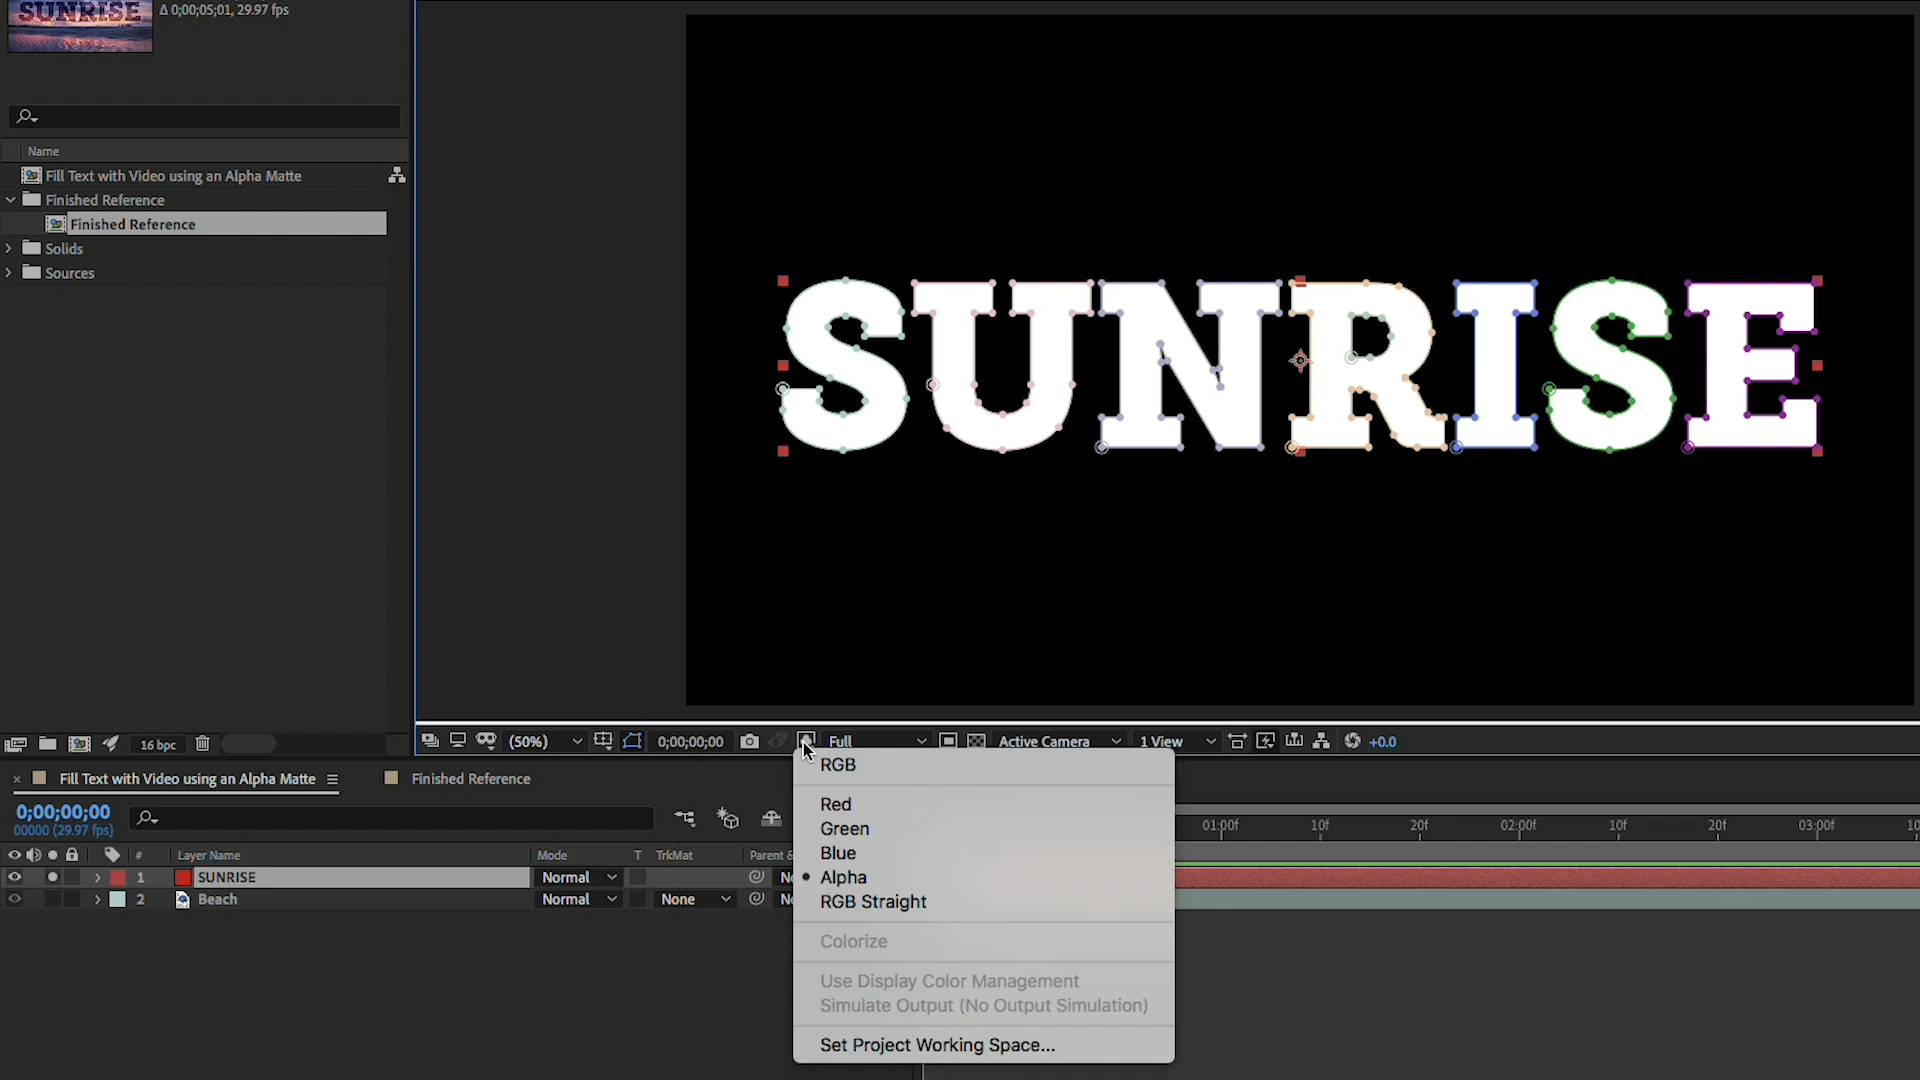 SUNRISE
Δ 0;00;05;01, 29.97 fps
Name
Fill Text with Video using an Alpha Matte
Finished Reference
Finished Reference
Solids
Sources
SUNRISE
16 bpc
(50%)
0;00;00;00
Full
Active Camera
1 View
+0.0
Fill Text with Video using an Alpha Matte
Finished Reference
0;00;00;00
00000 (29.97 fps)
01:00f 10f 20f 02:00f 10f 20f 03:00f 10
# Layer Name Mode T TrkMat Parent &
1 SUNRISE Normal
2 Beach Normal None
RGB
Red
Green
Blue
Alpha
RGB Straight
Colorize
Use Display Color Management
Simulate Output (No Output Simulation)
Set Project Working Space...